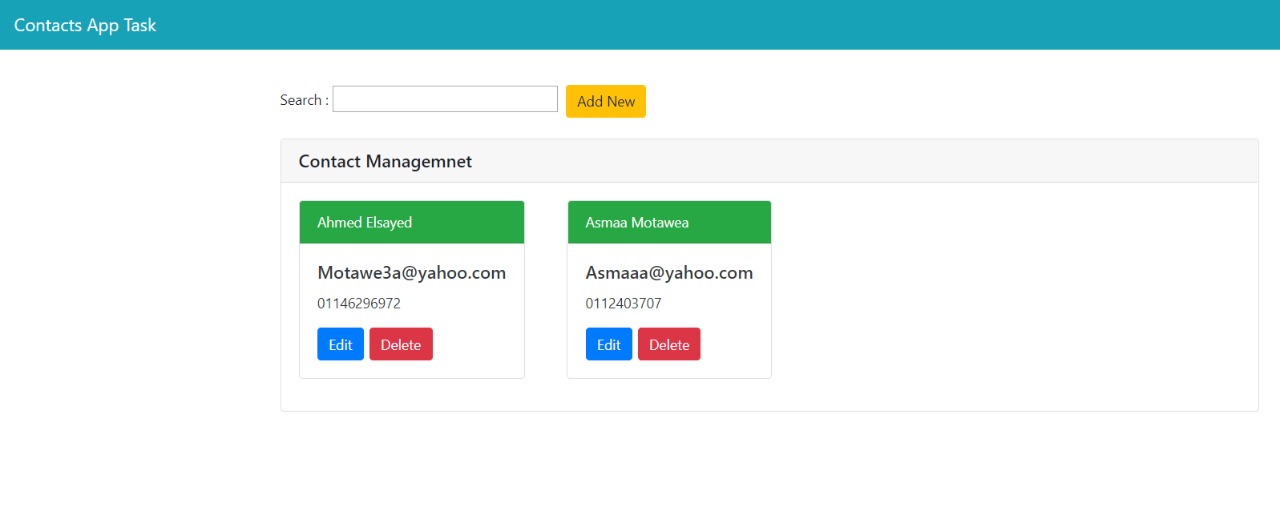 Contacts App Task
Search :
Add New
Contact Managemnet
Ahmed Elsayed
Motawe3a@yahoo.com
01146296972
Edit Delete
Asmaa Motawea
Asmaaa@yahoo.com
0112403707
Edit Delete